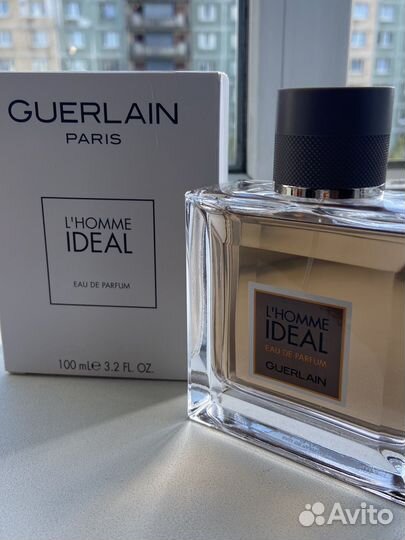 GUERLAIN
PARIS
L'HOMME
IDEAL
EAU DE PARFUM
100 mL℮ 3.2 FL. OZ.
L'HOMME
IDEAL
EAU DE PARFUM
GUERLAIN
Avito